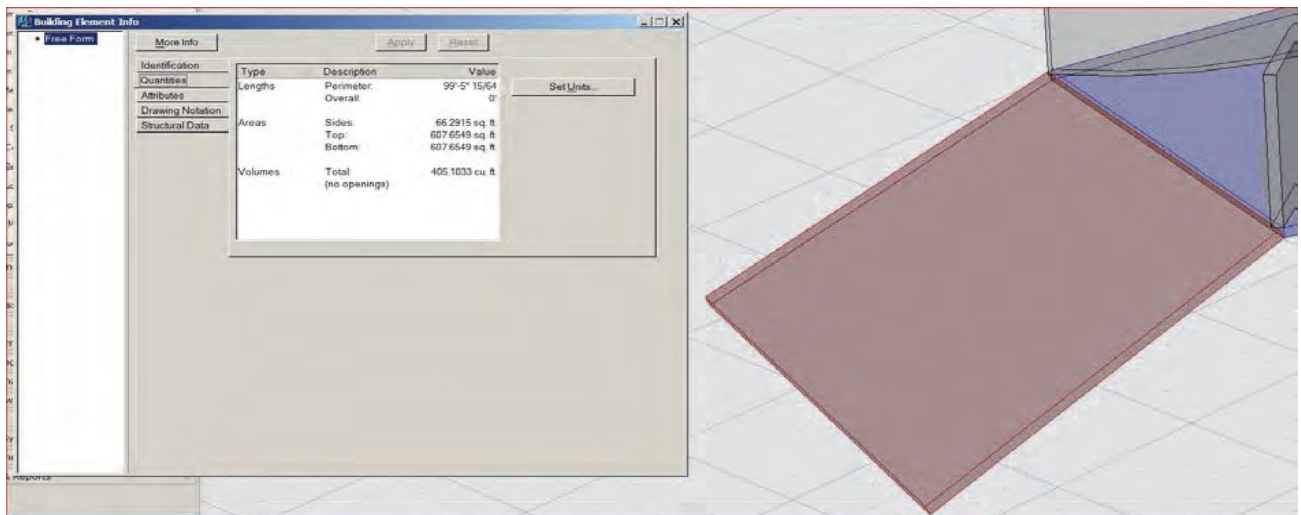 Building Element Info
Free Form
More Info
Apply
Reset
Identification
Quantities
Attributes
Drawing Notation
Structural Data
Type Description Value
Lengths Perimeter: 99'-5" 15/64
Overall: 0'
Areas Sides: 66.2915 sq. ft.
Top: 607.6549 sq. ft.
Bottom: 607.6549 sq. ft.
Volumes Total: 405.1033 cu. ft.
(no openings)
Set Units...
Reports